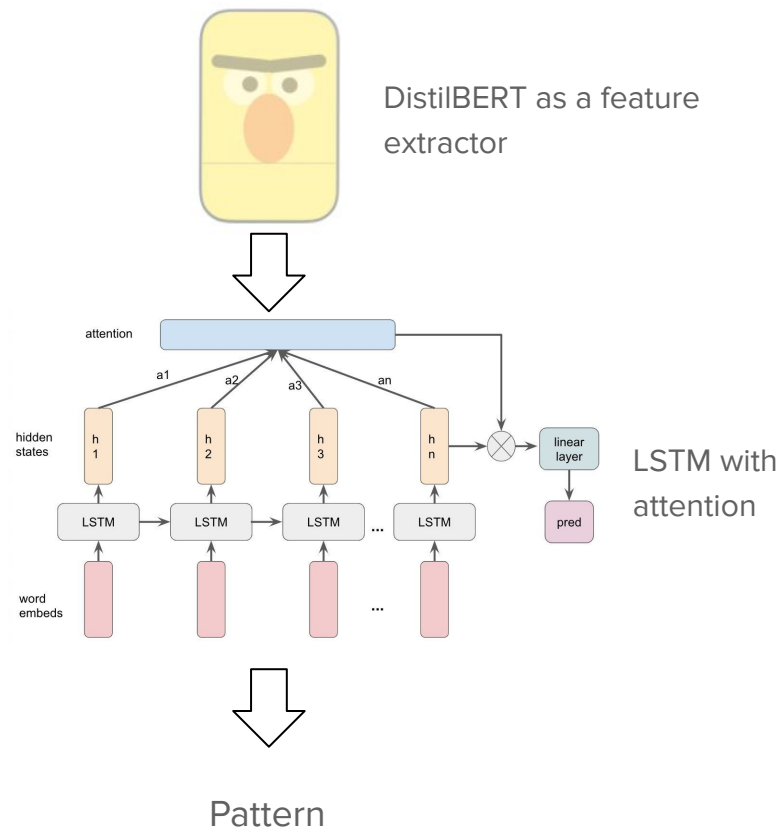 DistilBERT as a feature
extractor
attention
a1
a2
a3
an
hidden
states
h
1
h
2
h
3
h
n
linear
layer
LSTM with
attention
LSTM
LSTM
LSTM
...
LSTM
pred
word
embeds
...
Pattern